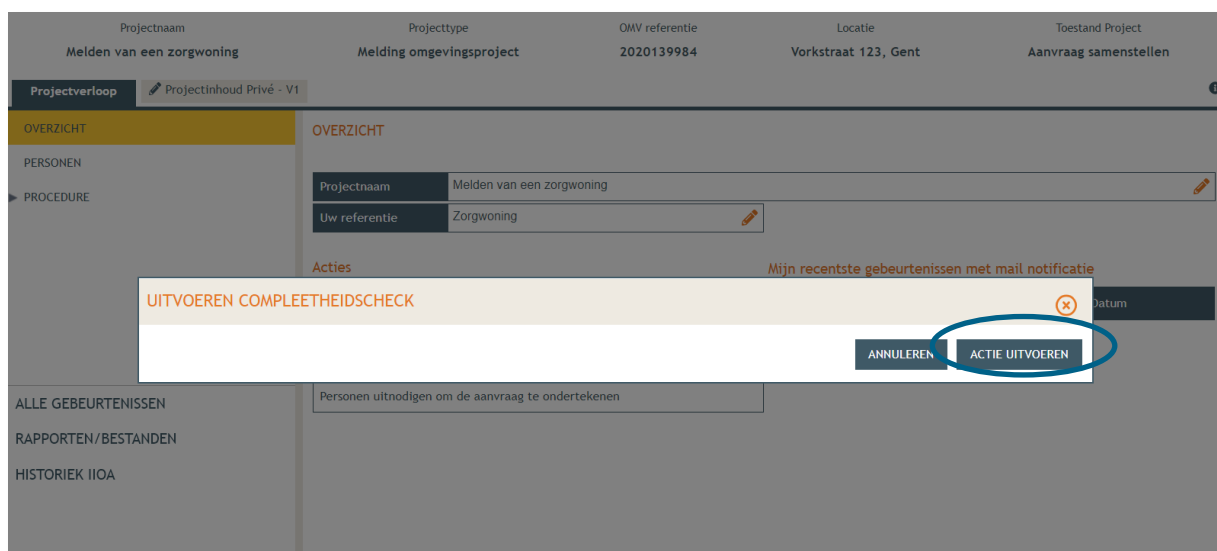 Projectnaam Projecttype OMV referentie Locatie Toestand Project
Melden van een zorgwoning Melding omgevingsproject 2020139984 Vorkstraat 123, Gent Aanvraag samenstellen
Projectverloop Projectinhoud Privé - V1
OVERZICHT
PERSONEN
PROCEDURE
OVERZICHT
Projectnaam Melden van een zorgwoning
Uw referentie Zorgwoning
Acties Mijn recentste gebeurtenissen met mail notificatie
Datum
UITVOEREN COMPLEETHEIDSCHECK
ANNULEREN ACTIE UITVOEREN
Personen uitnodigen om de aanvraag te ondertekenen
ALLE GEBEURTENISSEN
RAPPORTEN/BESTANDEN
HISTORIEK IIOA